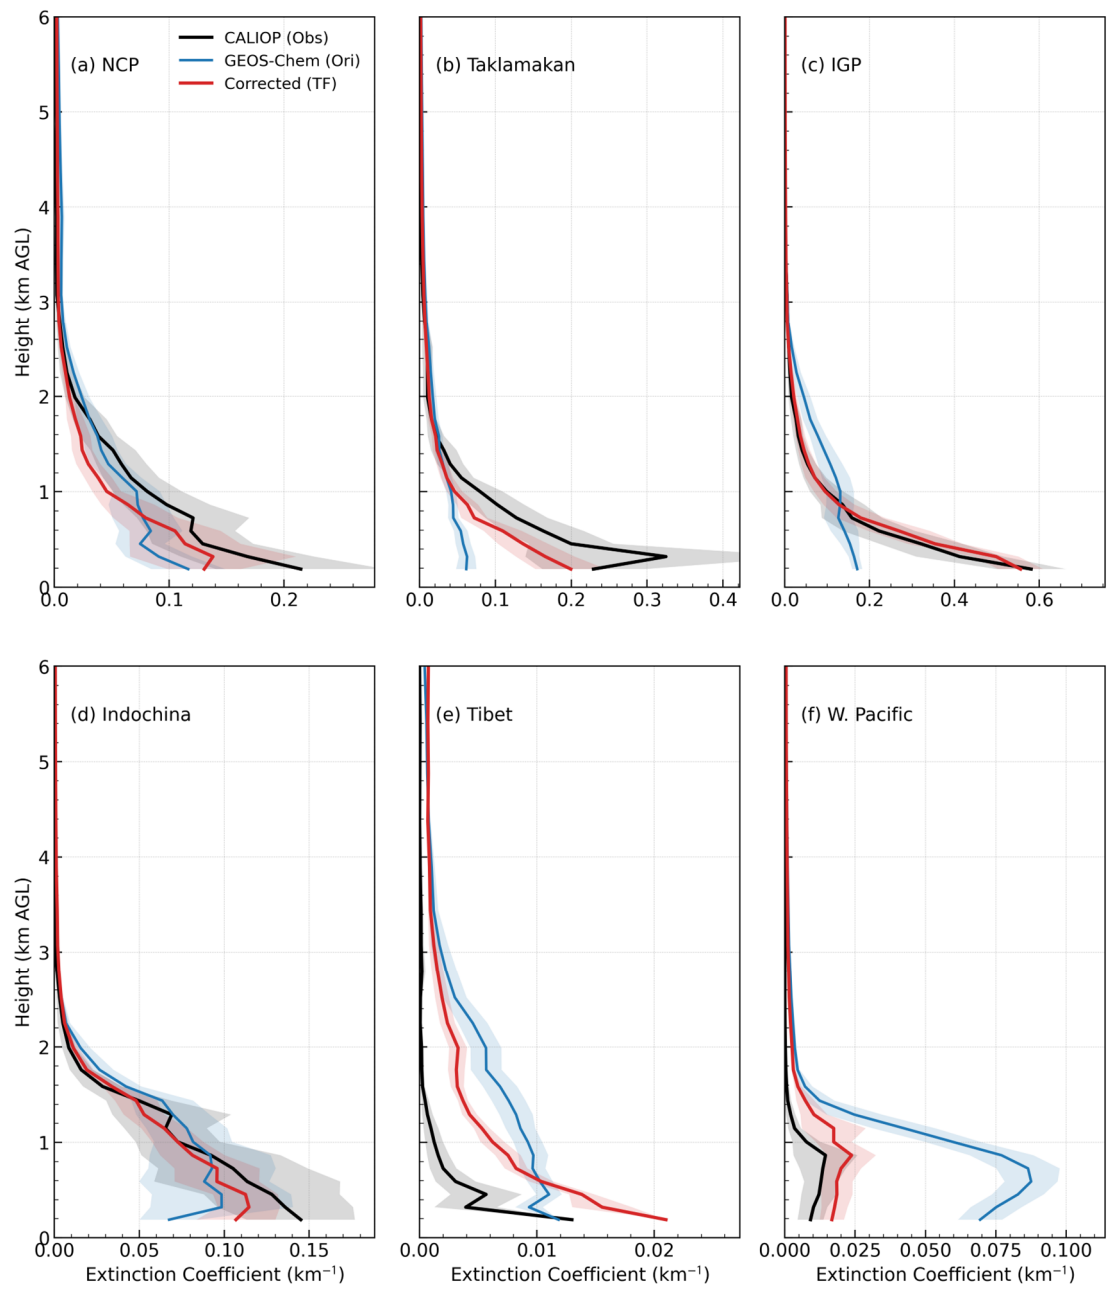 6
5
4
3
2
1
0
Height (km AGL)
(a) NCP
CALIOP (Obs)
GEOS-Chem (Ori)
Corrected (TF)
0.0 0.1 0.2
(b) Taklamakan
0.0 0.1 0.2 0.3 0.4
(c) IGP
0.0 0.2 0.4 0.6
6
5
4
3
2
1
0
Height (km AGL)
(d) Indochina
0.00 0.05 0.10 0.15
Extinction Coefficient (km⁻¹)
(e) Tibet
0.00 0.01 0.02
Extinction Coefficient (km⁻¹)
(f) W. Pacific
0.000 0.025 0.050 0.075 0.100
Extinction Coefficient (km⁻¹)